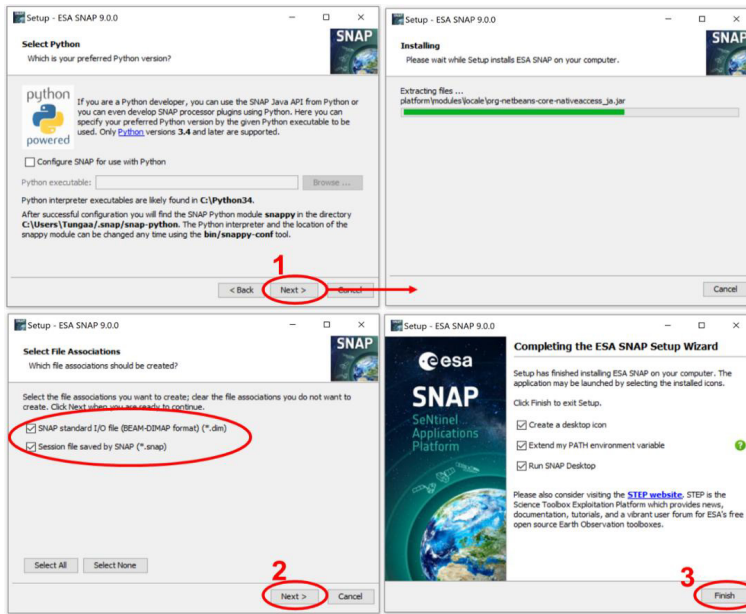 Setup - ESA SNAP 9.0.0
Select Python
Which is your preferred Python version?
SNAP
python
powered
If you are a Python developer, you can use the SNAP Java API from Python or
you can even develop SNAP processor plugins using Python. Here you can
specify your preferred Python version by the given Python executable to be
used. Only Python versions 3.4 and later are supported.
Configure SNAP for use with Python
Python executable:
Browse ...
Python interpreter executables are likely found in C:\Python34.
After successful configuration you will find the SNAP Python module snappy in the directory
C:\Users\Tungaa/.snap/snap-python. The Python interpreter and the location of the
snappy module can be changed any time using the bin/snappy-conf tool.
1
< Back Next > Cancel
Setup - ESA SNAP 9.0.0
Installing
Please wait while Setup installs ESA SNAP on your computer.
SNAP
Extracting files ...
platform\modules\locale\org-netbeans-core-nativeaccess_ja.jar
Cancel
Setup - ESA SNAP 9.0.0
Select File Associations
Which file associations should be created?
SNAP
Select the file associations you want to create; clear the file associations you do not want to
create. Click Next when you are ready to continue.
SNAP standard I/O file (BEAM-DIMAP format) (*.dim)
Session file saved by SNAP (*.snap)
Select All Select None
2
Next > Cancel
Setup - ESA SNAP 9.0.0
esa
SNAP
SeNtinel
Applications
Platform
Completing the ESA SNAP Setup Wizard
Setup has finished installing ESA SNAP on your computer. The
application may be launched by selecting the installed icons.
Click Finish to exit Setup.
Create a desktop icon
Extend my PATH environment variable
?
Run SNAP Desktop
Please also consider visiting the STEP website. STEP is the
Science Toolbox Exploitation Platform which provides news,
documentation, tutorials, and a vibrant user forum for ESA's free
open source Earth Observation toolboxes.
3
Finish